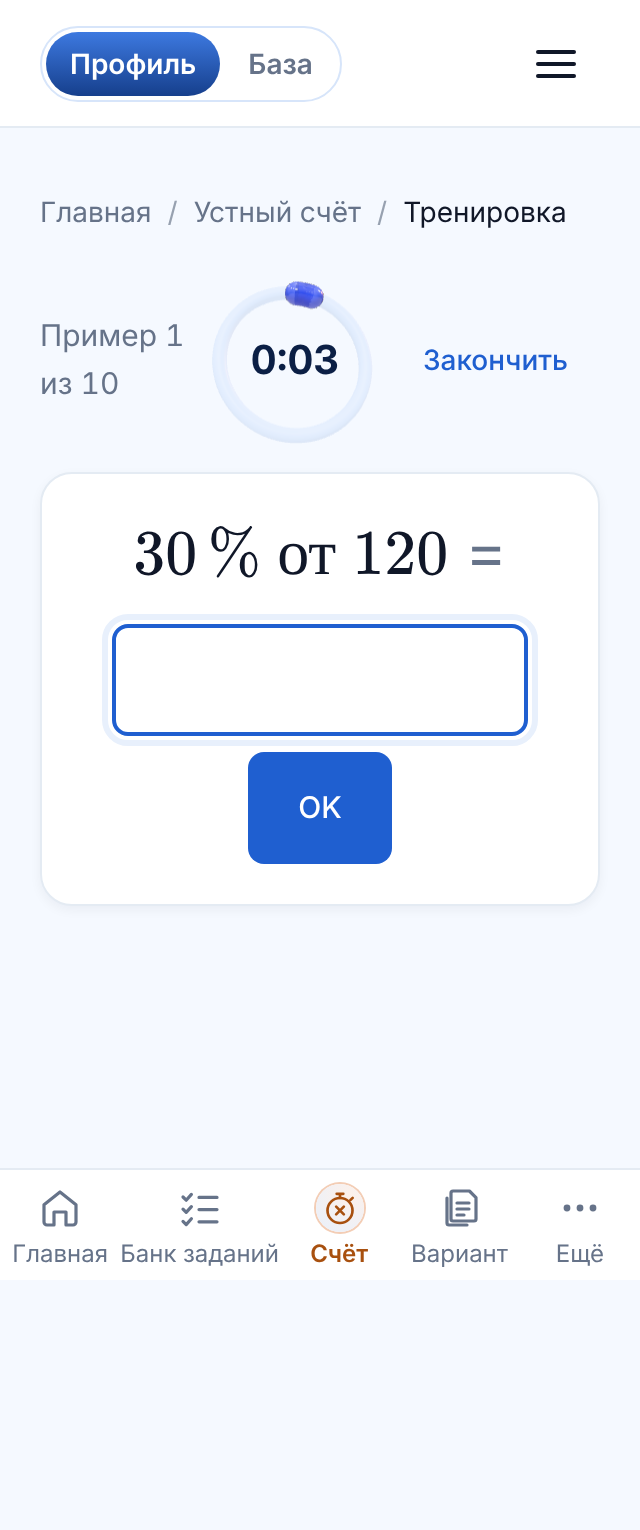 Профиль База
Главная / Устный счёт / Тренировка
Пример 1
из 10
0:03
Закончить
30 % от 120 =
OK
Главная Банк заданий Счёт Вариант Ещё